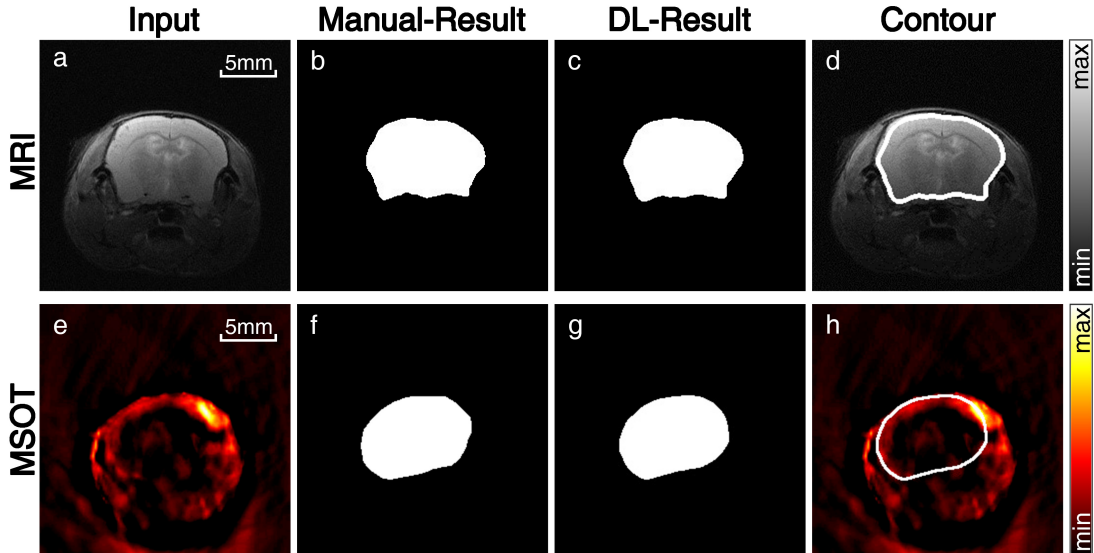 Input Manual-Result DL-Result Contour
MRI
a 5mm b c d
max
min
MSOT
e 5mm f g h
max
min